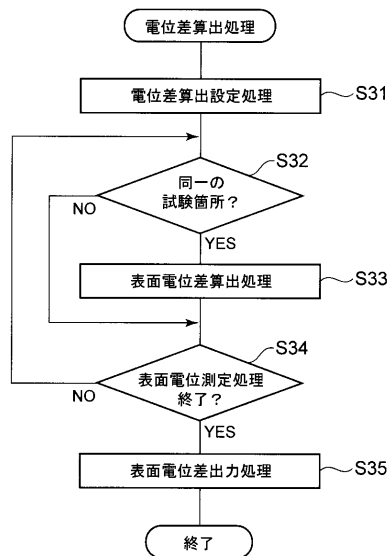 電位差算出処理
電位差算出設定処理
S31
S32
同一の
試験箇所？
NO
YES
表面電位差算出処理
S33
S34
表面電位測定処理
終了？
NO
YES
表面電位差出力処理
S35
終了